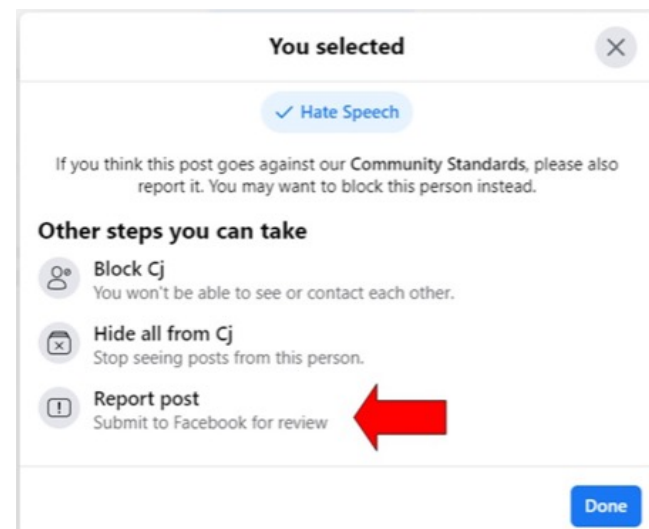 You selected
Hate Speech
If you think this post goes against our Community Standards, please also
report it. You may want to block this person instead.
Other steps you can take
Block Cj
You won't be able to see or contact each other.
Hide all from Cj
Stop seeing posts from this person.
Report post
Submit to Facebook for review
Done